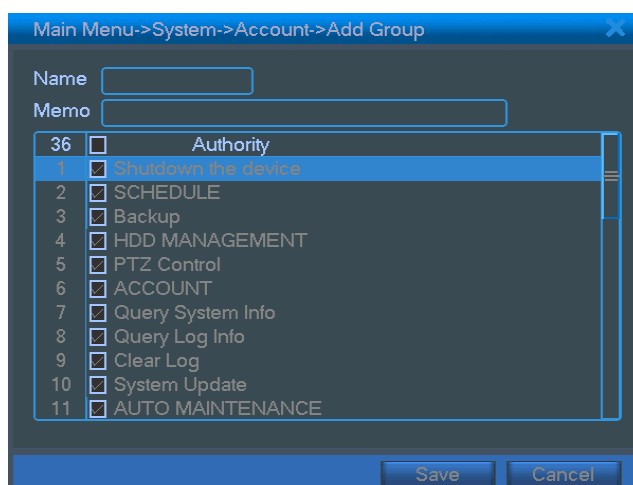 Main Menu->System->Account->Add Group
Name
Memo
36 Authority
1 Shutdown the device
2 SCHEDULE
3 Backup
4 HDD MANAGEMENT
5 PTZ Control
6 ACCOUNT
7 Query System Info
8 Query Log Info
9 Clear Log
10 System Update
11 AUTO MAINTENANCE
Save Cancel